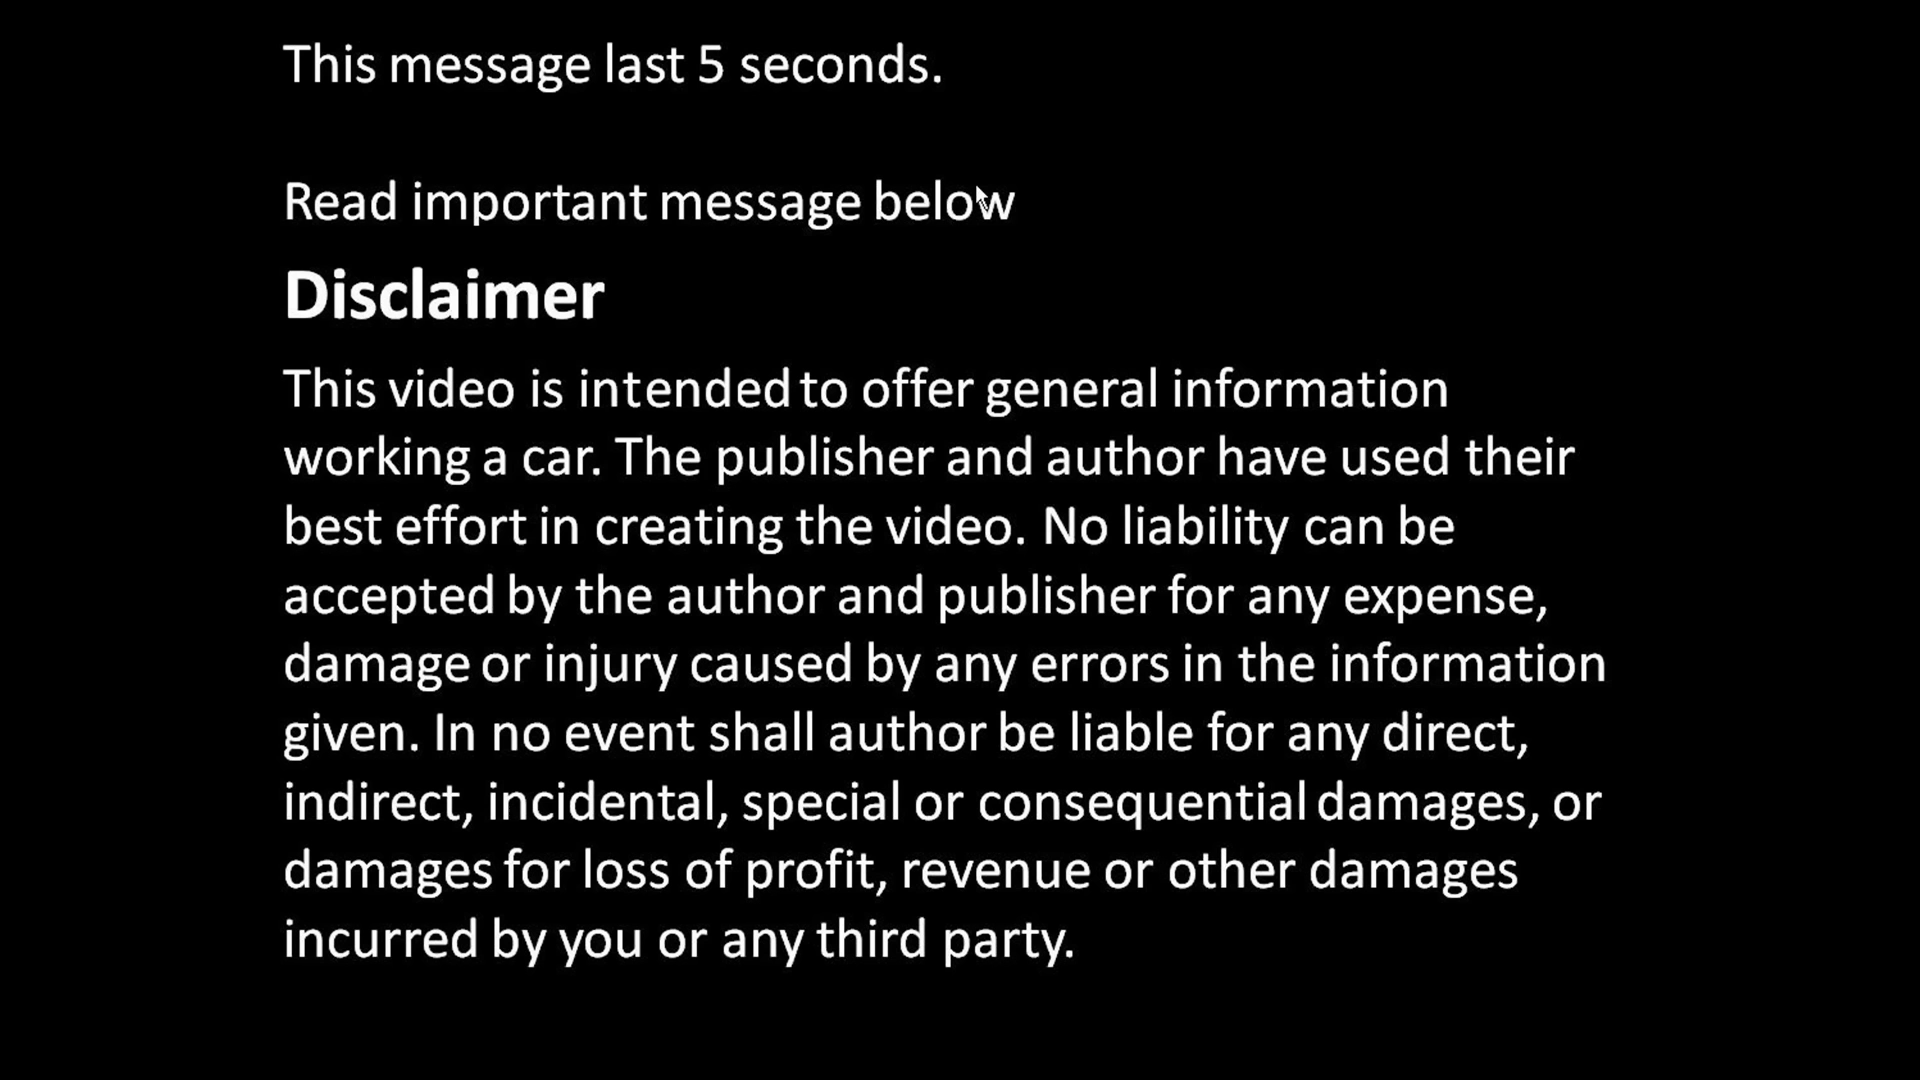 This message last 5 seconds.
Read important message below
Disclaimer
This video is intended to offer general information
working a car. The publisher and author have used their
best effort in creating the video. No liability can be
accepted by the author and publisher for any expense,
damage or injury caused by any errors in the information
given. In no event shall author be liable for any direct,
indirect, incidental, special or consequential damages, or
damages for loss of profit, revenue or other damages
incurred by you or any third party.